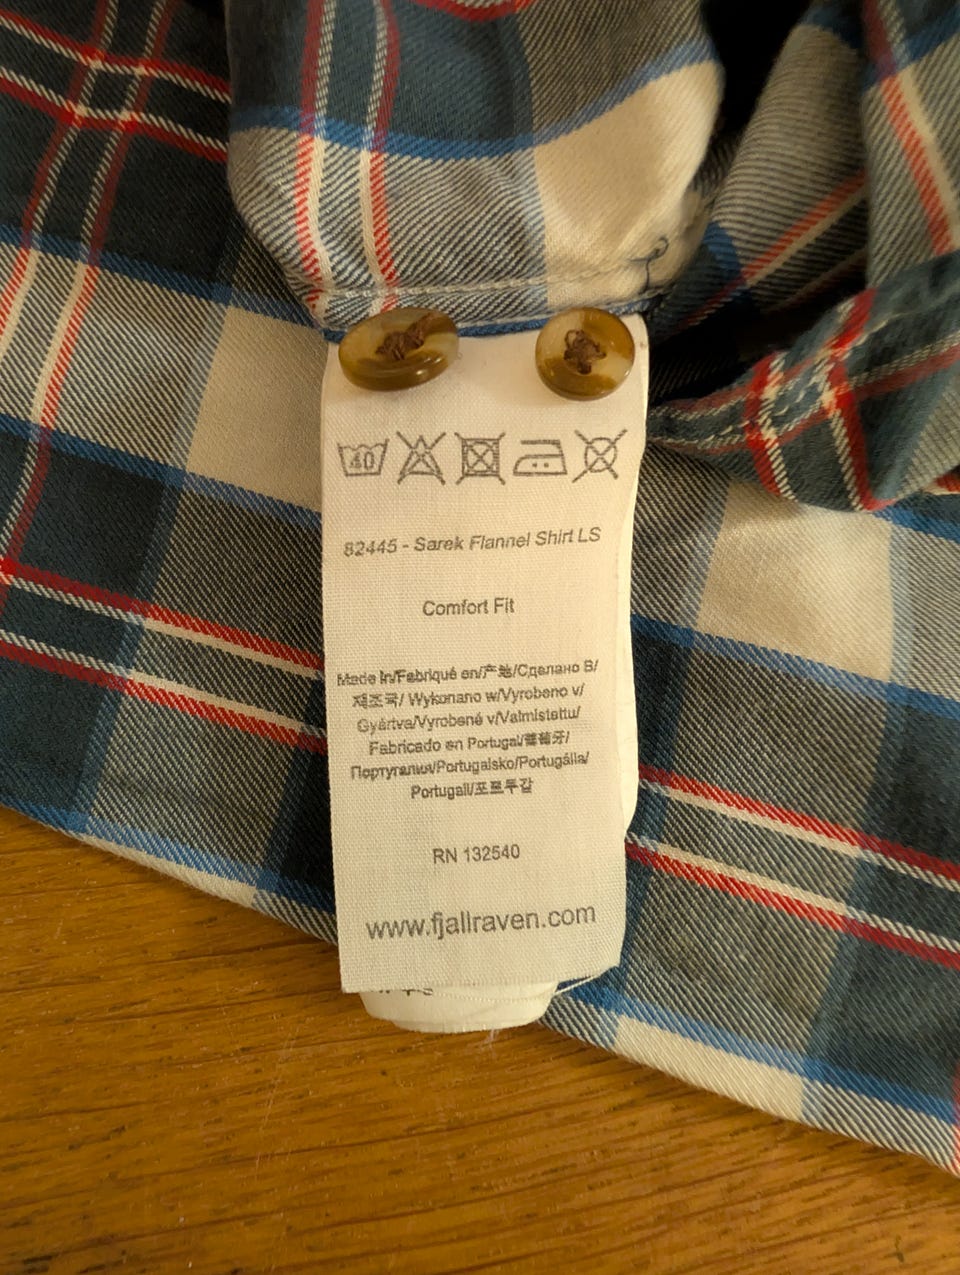 40
82445 - Sarek Flannel Shirt LS
Comfort Fit
Made in/Fabriqué en/产地/Сделано В/
제조국/ Wykonano w/Vyrobeno v/
Gyártva/Vyrobené v/Valmistettu/
Fabricado en Portugal/葡萄牙/
Португалия/Portugalsko/Portugália/
Portugali/포르투갈
RN 132540
www.fjallraven.com